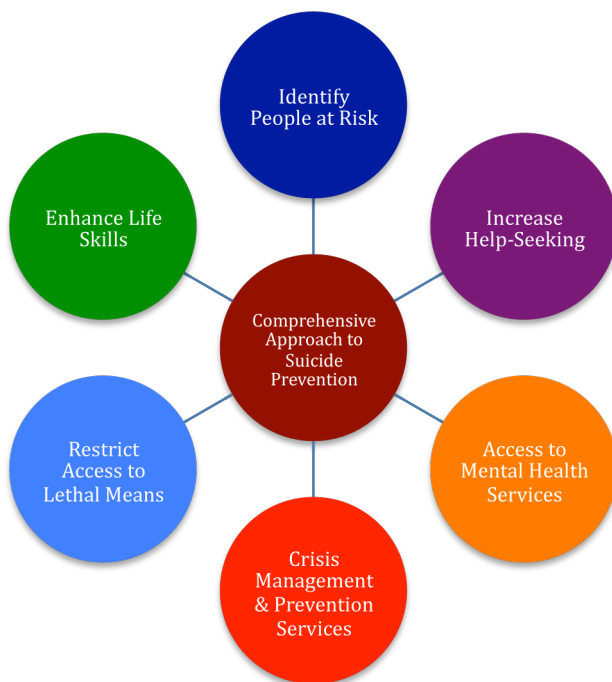 Identify
People at Risk
Increase
Help-Seeking
Access to
Mental Health
Services
Crisis
Management
& Prevention
Services
Restrict
Access to
Lethal Means
Enhance Life
Skills
Comprehensive
Approach to
Suicide
Prevention